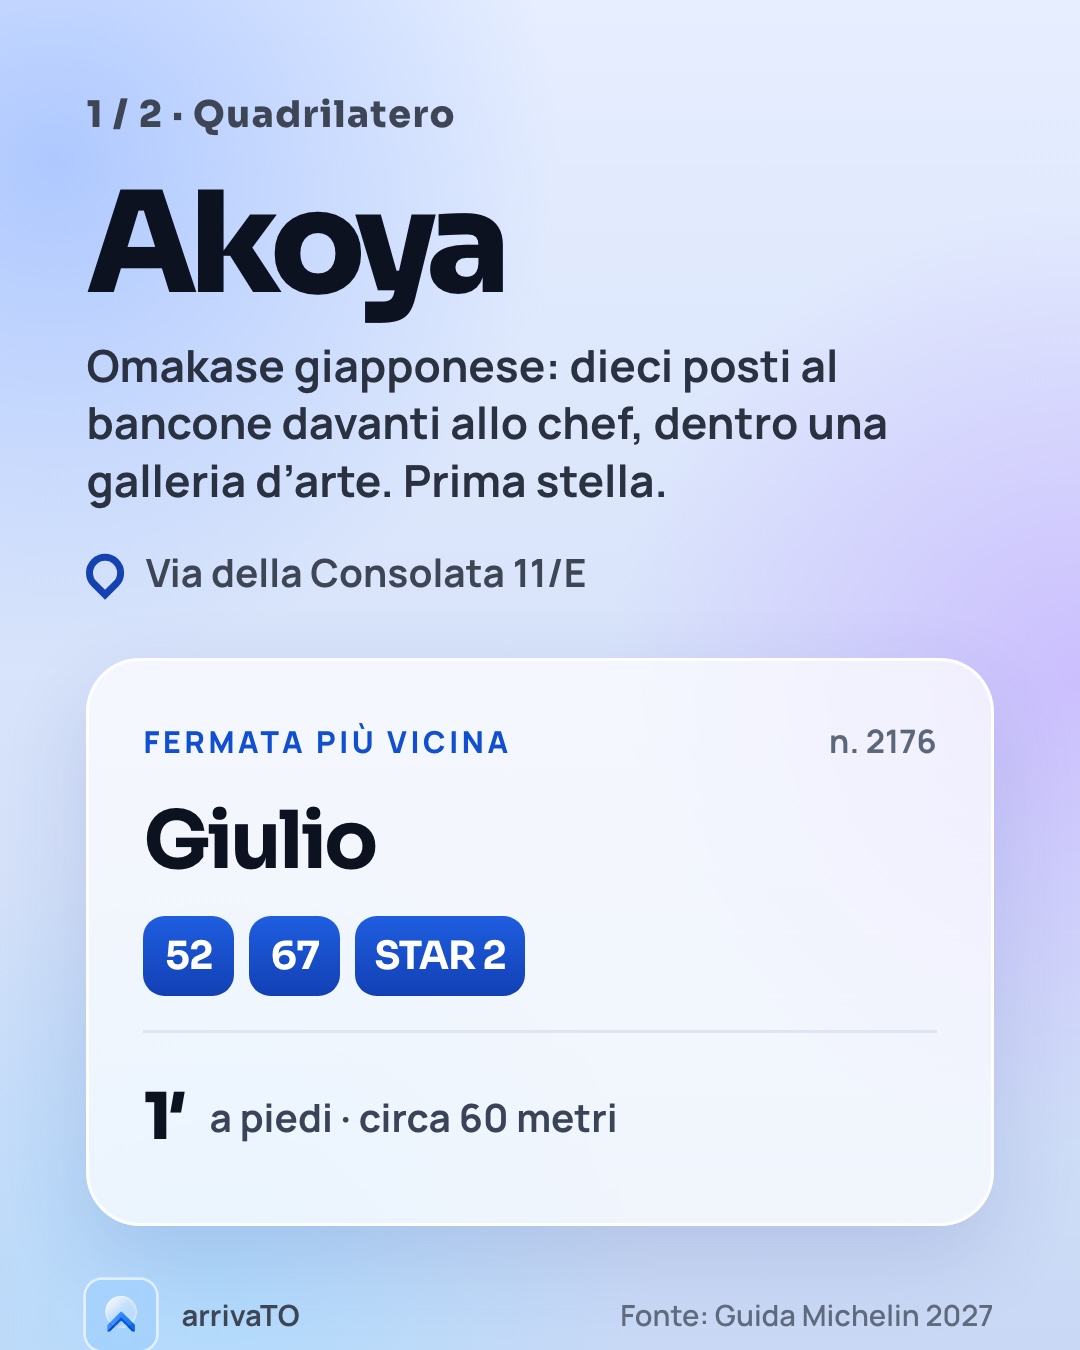 1 / 2 · Quadrilatero
Akoya
Omakase giapponese: dieci posti al
bancone davanti allo chef, dentro una
galleria d’arte. Prima stella.
Via della Consolata 11/E
FERMATA PIÙ VICINA n. 2176
Giulio
52 67 STAR 2
1′ a piedi · circa 60 metri
arrivaTO Fonte: Guida Michelin 2027